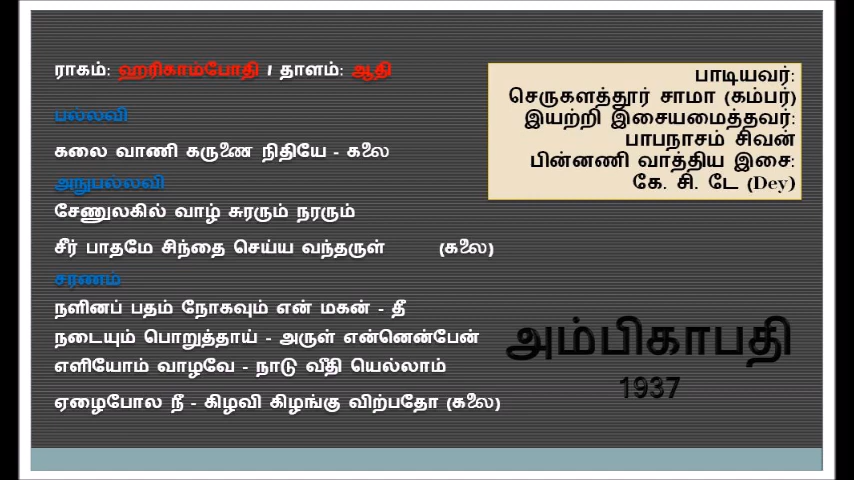 ராகம்: ஹரிகாம்போதி / தாளம்: ஆதி
பல்லவி
கலை வாணி கருணை நிதியே - கலை
அநுபல்லவி
சேணுலகில் வாழ் சுரரும் நரரும்
சீர் பாதமே சிந்தை செய்ய வந்தருள் (கலை)
சரணம்
நளினப் பதம் நோகவும் என் மகன் - தீ
நடையும் பொறுத்தாய் - அருள் என்னென்பேன்
எளியோம் வாழவே - நாடு வீதி யெல்லாம்
ஏழைபோல நீ - கிழவி கிழங்கு விற்பதோ (கலை)
பாடியவர்:
செருகளத்தூர் சாமா (கம்பர்)
இயற்றி இசையமைத்தவர்:
பாபநாசம் சிவன்
பின்னணி வாத்திய இசை:
கே. சி. டே (Dey)
அம்பிகாபதி
1937